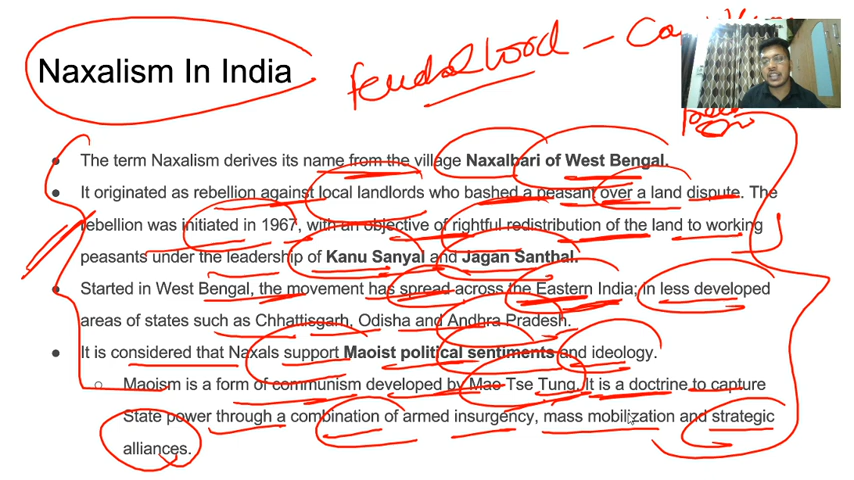 Naxalism In India
feudal lord –
● The term Naxalism derives its name from the village Naxalbari of West Bengal.
● It originated as rebellion against local landlords who bashed a peasant over a land dispute. The
rebellion was initiated in 1967, with an objective of rightful redistribution of the land to working
peasants under the leadership of Kanu Sanyal and Jagan Santhal.
● Started in West Bengal, the movement has spread across the Eastern India; in less developed
areas of states such as Chhattisgarh, Odisha and Andhra Pradesh.
● It is considered that Naxals support Maoist political sentiments and ideology.
○ Maoism is a form of communism developed by Mao Tse Tung. It is a doctrine to capture
State power through a combination of armed insurgency, mass mobilization and strategic
alliances.